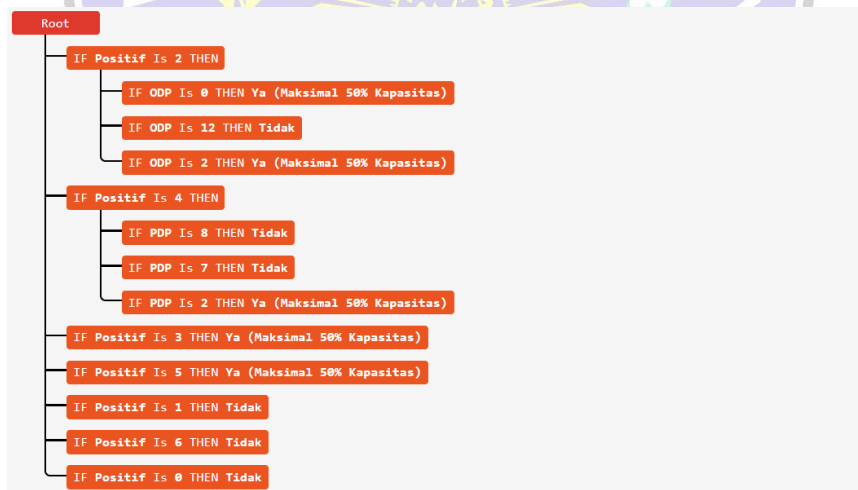 Root
IF Positif Is 2 THEN
IF ODP Is 0 THEN Ya (Maksimal 50% Kapasitas)
IF ODP Is 12 THEN Tidak
IF ODP Is 2 THEN Ya (Maksimal 50% Kapasitas)
IF Positif Is 4 THEN
IF PDP Is 8 THEN Tidak
IF PDP Is 7 THEN Tidak
IF PDP Is 2 THEN Ya (Maksimal 50% Kapasitas)
IF Positif Is 3 THEN Ya (Maksimal 50% Kapasitas)
IF Positif Is 5 THEN Ya (Maksimal 50% Kapasitas)
IF Positif Is 1 THEN Tidak
IF Positif Is 6 THEN Tidak
IF Positif Is 0 THEN Tidak